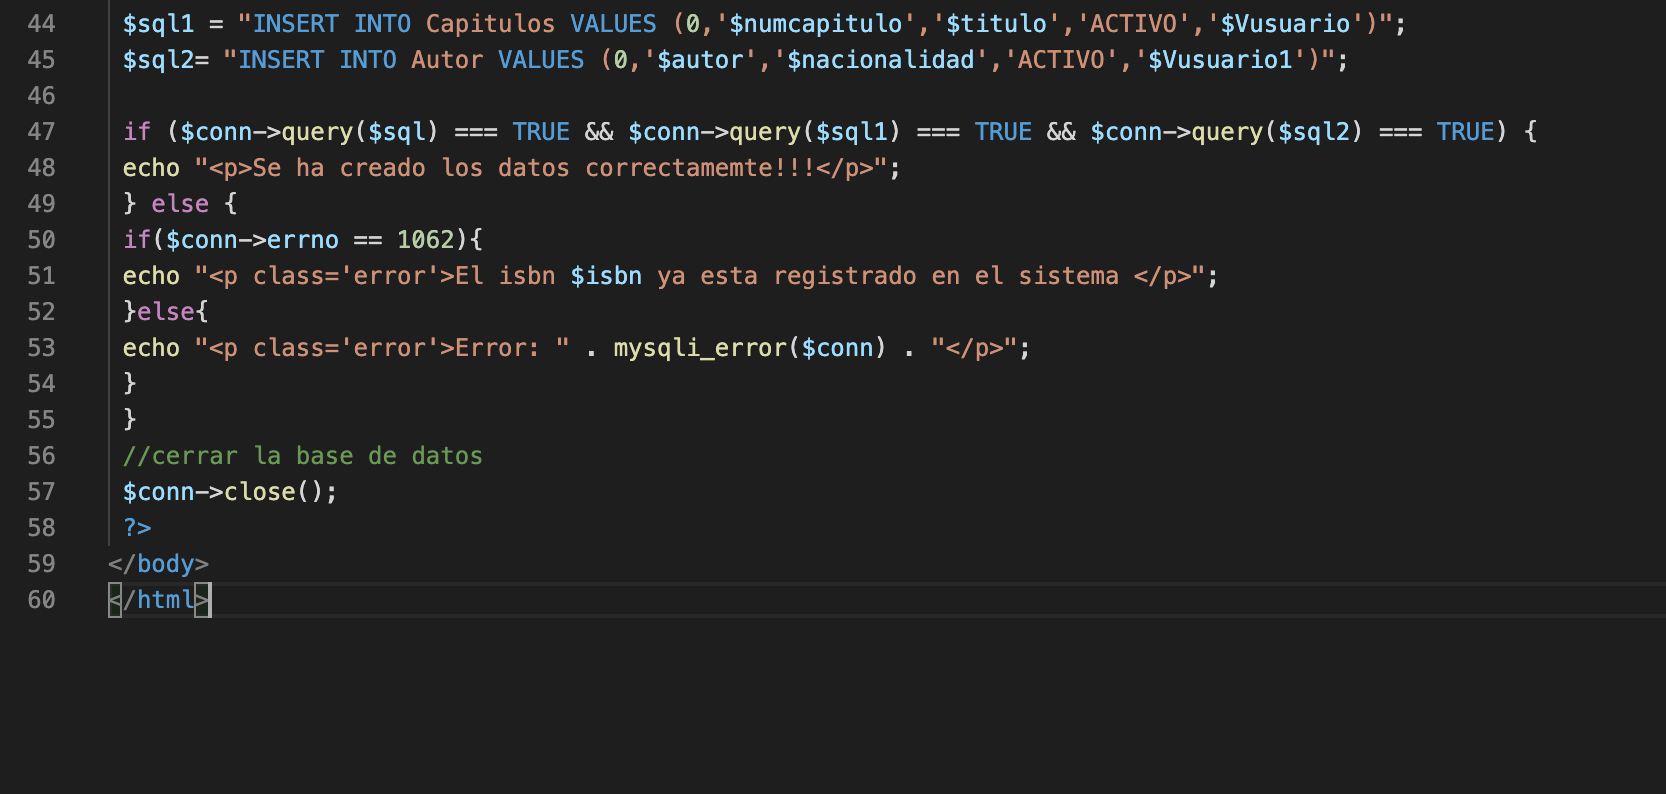 44 $sql1 = "INSERT INTO Capitulos VALUES (0,'$numcapitulo','$titulo','ACTIVO','$Vusuario')";
45 $sql2= "INSERT INTO Autor VALUES (0,'$autor','$nacionalidad','ACTIVO','$Vusuario1')";
46
47 if ($conn->query($sql) === TRUE && $conn->query($sql1) === TRUE && $conn->query($sql2) === TRUE) {
48 echo "<p>Se ha creado los datos correctamemte!!!</p>";
49 } else {
50 if($conn->errno == 1062){
51 echo "<p class='error'>El isbn $isbn ya esta registrado en el sistema </p>";
52 }else{
53 echo "<p class='error'>Error: " . mysqli_error($conn) . "</p>";
54 }
55 }
56 //cerrar la base de datos
57 $conn->close();
58 ?>
59 </body>
60 </html>